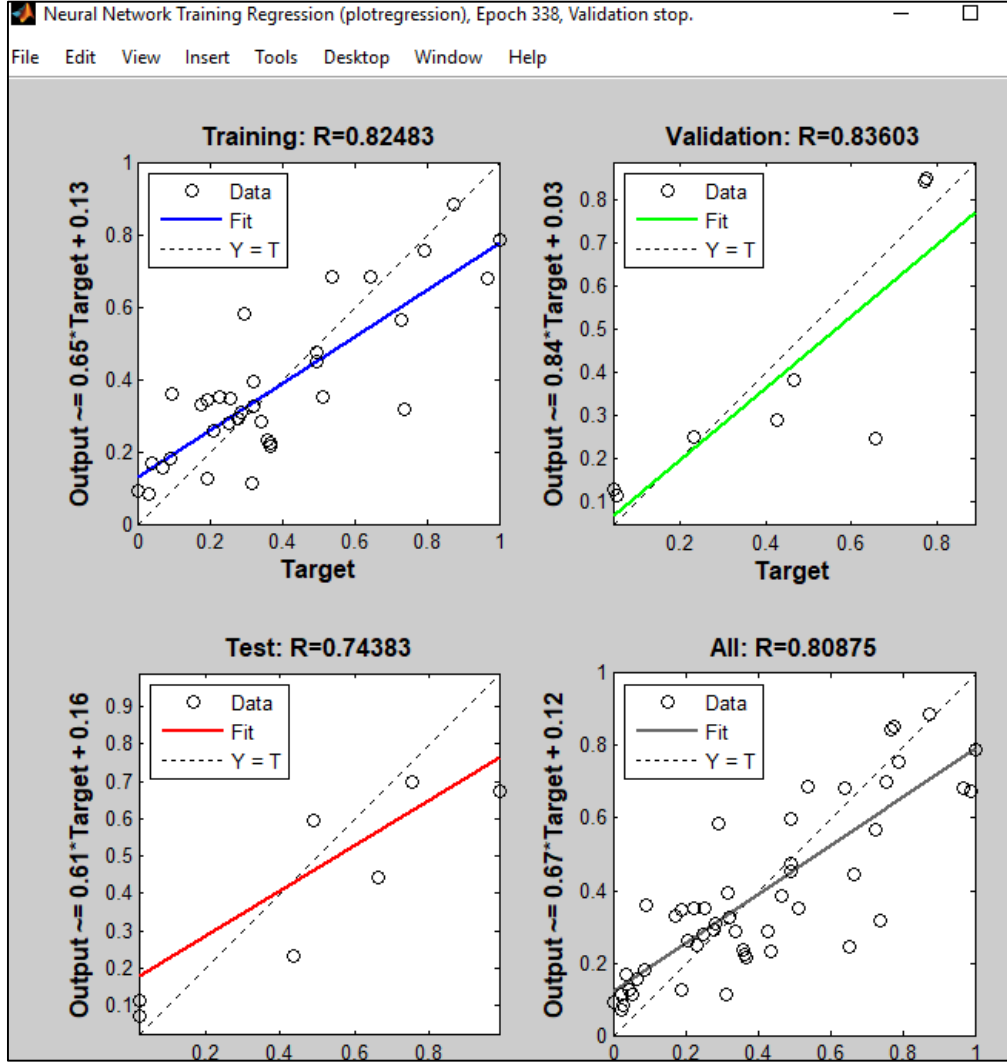 Neural Network Training Regression (plotregression), Epoch 338, Validation stop.
File Edit View Insert Tools Desktop Window Help
Training: R=0.82483
Output ~= 0.65*Target + 0.13
Data
Fit
Y = T
1
0.8
0.6
0.4
0.2
0
0 0.2 0.4 0.6 0.8 1
Target
Validation: R=0.83603
Output ~= 0.84*Target + 0.03
Data
Fit
Y = T
0.8
0.7
0.6
0.5
0.4
0.3
0.2
0.1
0.2 0.4 0.6 0.8
Target
Test: R=0.74383
Output ~= 0.61*Target + 0.16
Data
Fit
Y = T
0.9
0.8
0.7
0.6
0.5
0.4
0.3
0.2
0.1
0.2 0.4 0.6 0.8
All: R=0.80875
Output ~= 0.67*Target + 0.12
Data
Fit
Y = T
1
0.8
0.6
0.4
0.2
0
0 0.2 0.4 0.6 0.8 1